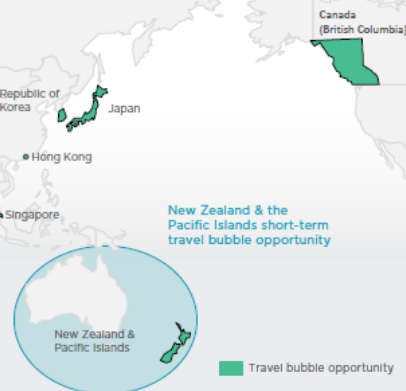 Canada
(British Columbia)
Republic of
Korea
Japan
Hong Kong
Singapore
New Zealand & the
Pacific Islands short-term
travel bubble opportunity
New Zealand &
Pacific Islands
Travel bubble opportunity